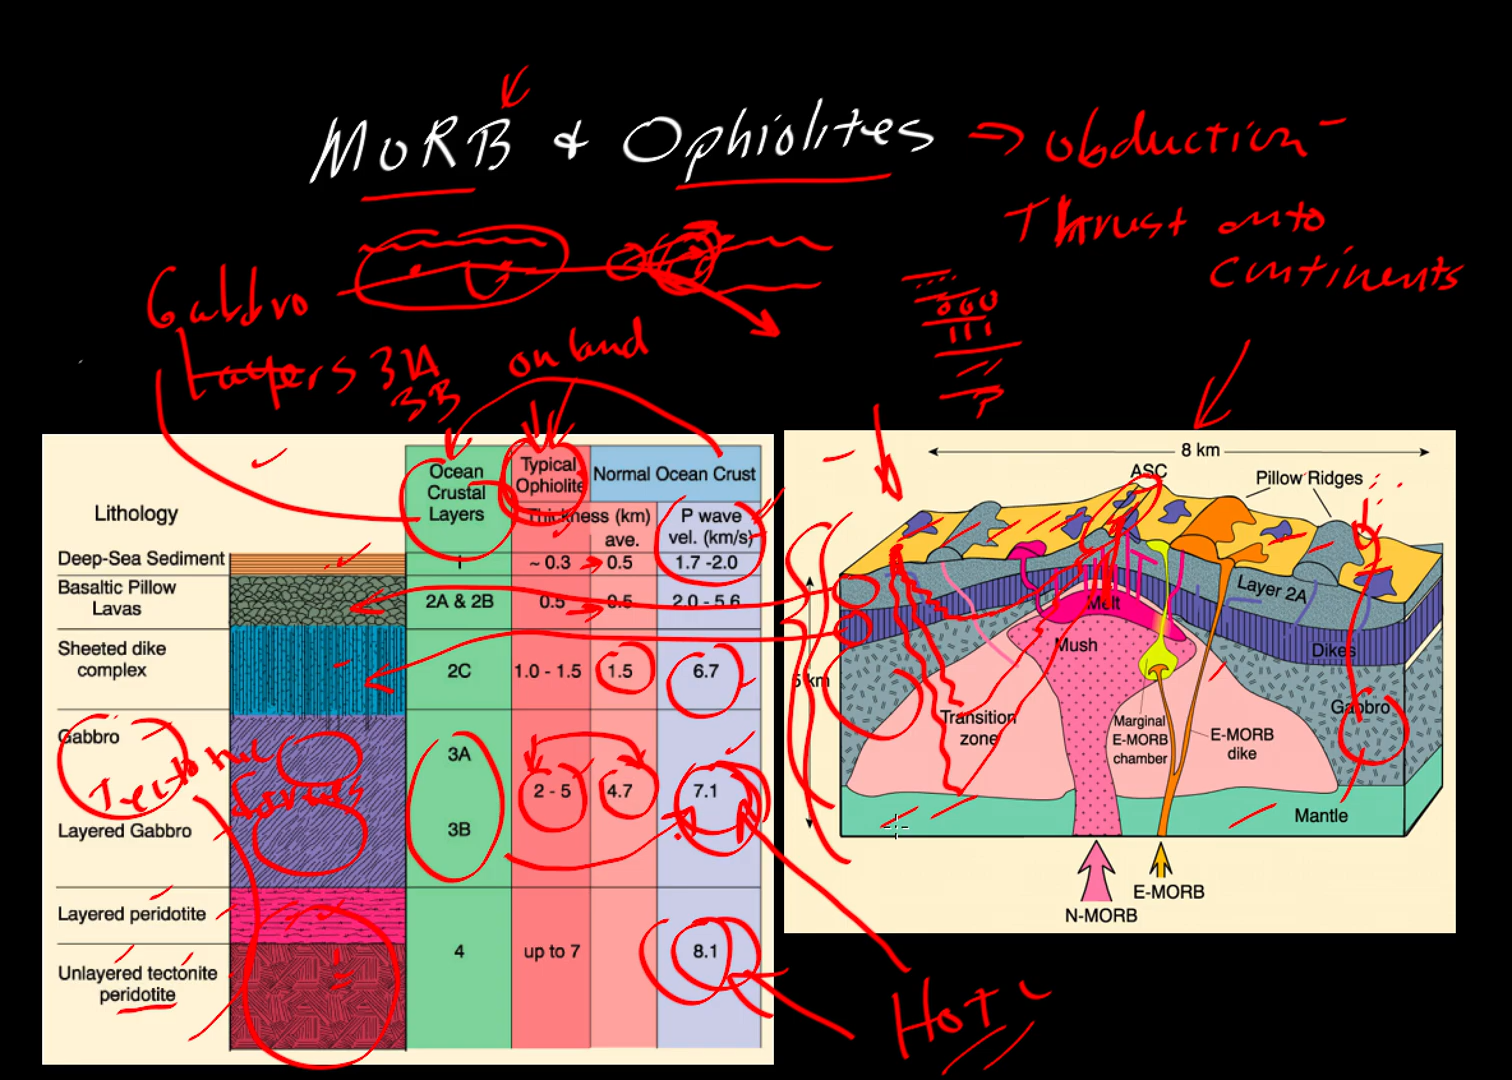 MORB & Ophiolites ⇒ obduction -
Thrust onto
continents
Gabbro
Layers 3A
3B
on land
Ocean
Crustal
Layers
Typical
Ophiolite
Normal Ocean Crust
Lithology
Thickness (km)
ave.
P wave
vel. (km/s)
Deep-Sea Sediment
1
~ 0.3
0.5
1.7 -2.0
Basaltic Pillow
Lavas
2A & 2B
0.5
0.5
2.0 - 5.6
Sheeted dike
complex
2C
1.0 - 1.5
1.5
6.7
Gabbro
3A
2 - 5
4.7
7.1
Layered Gabbro
3B
Layered peridotite
4
up to 7
8.1
Unlayered tectonite
peridotite
8 km
ASC
Pillow Ridges
Layer 2A
Melt
Mush
Dikes
5 km
Transition
zone
Marginal
E-MORB
chamber
E-MORB
dike
Gabbro
Mantle
E-MORB
N-MORB